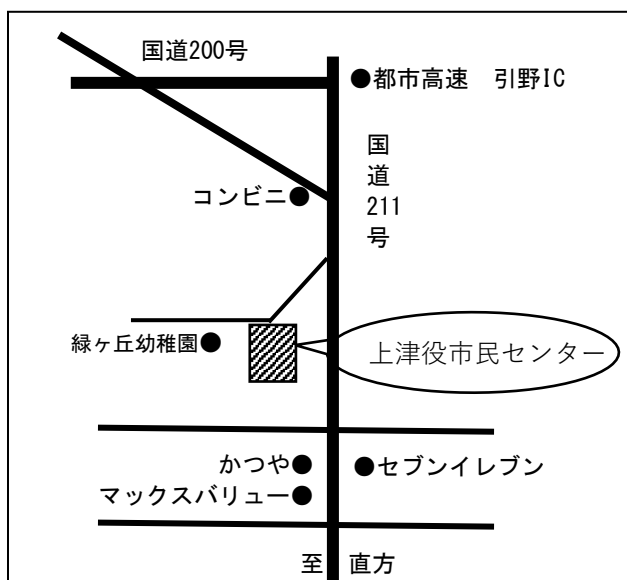 国道200号
●都市高速　引野IC
国道211号
コンビニ●
緑ヶ丘幼稚園●
上津役市民センター
かつや●
●セブンイレブン
マックスバリュー●
至　直方